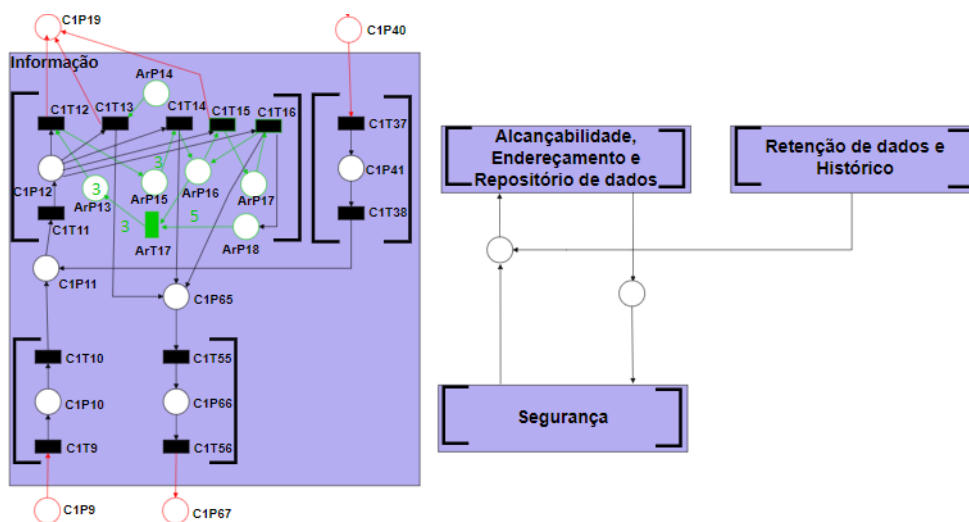 C1P19
C1P40
Informação
ArP14
C1T12
C1T13
C1T14
C1T15
C1T16
C1T37
C1P12
3
ArP13
3
ArP15
ArP16
ArP17
C1P41
C1T11
3
ArT17
5
ArP18
C1T38
C1P11
C1P65
C1T10
C1T55
C1P10
C1P66
C1T9
C1T56
C1P9
C1P67
Alcançabilidade,
Endereçamento e
Repositório de dados
Retenção de dados e
Histórico
Segurança